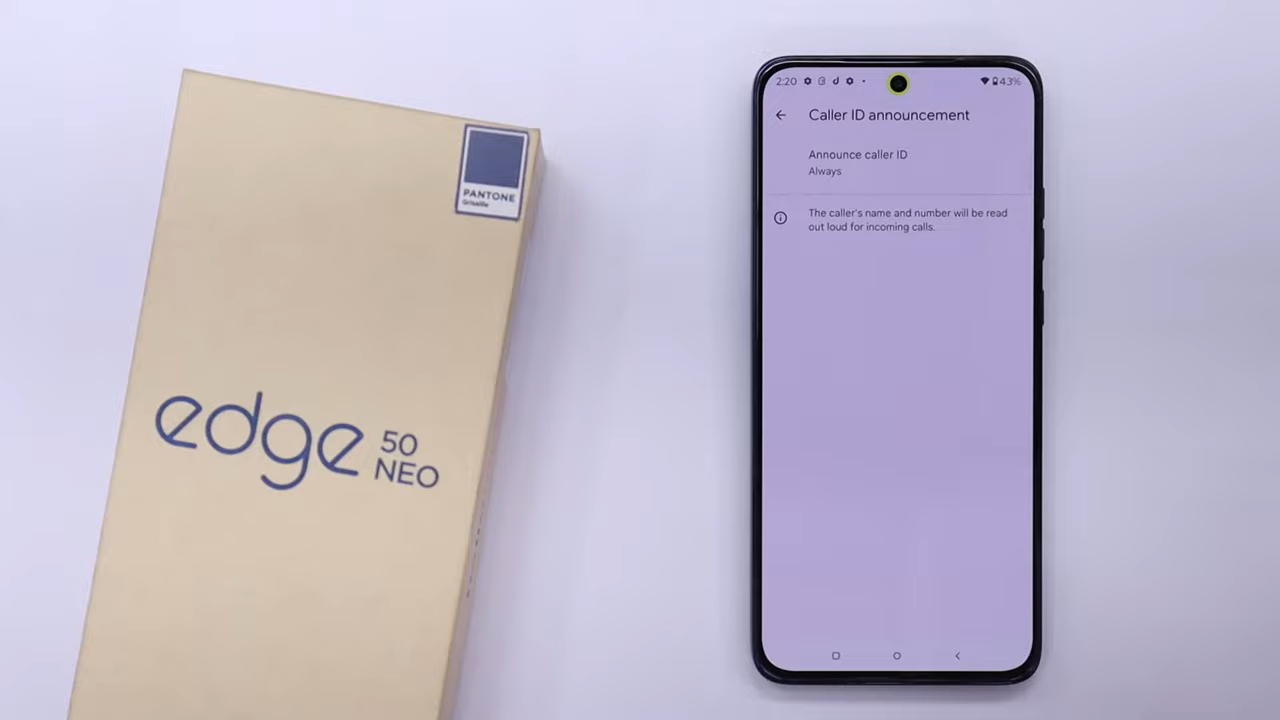 PANTONE
Grisaille
edge 50 NEO
2:20
43%
Caller ID announcement
Announce caller ID
Always
The caller's name and number will be read
out loud for incoming calls.